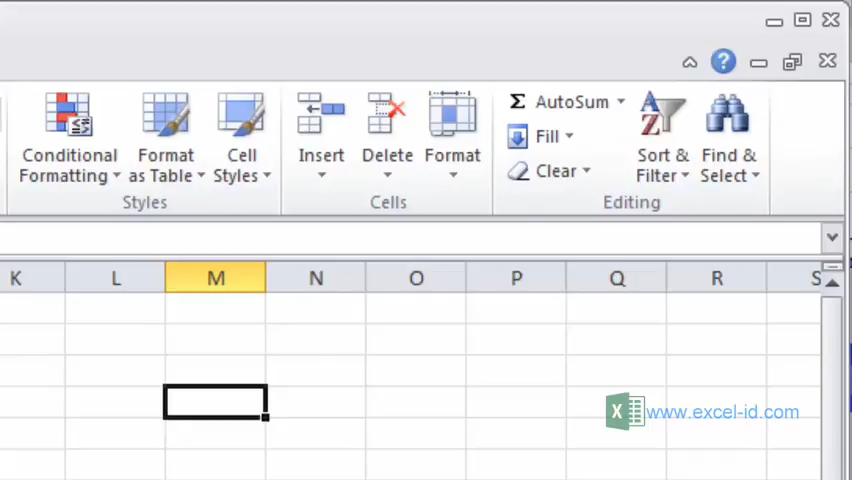 Conditional
Formatting
Format
as Table
Cell
Styles
Styles
Insert
Delete
Format
Cells
Σ AutoSum
Fill
Clear
Editing
A
Z
Sort &
Filter
Find &
Select
K L M N O P Q R S
X
www.excel-id.com